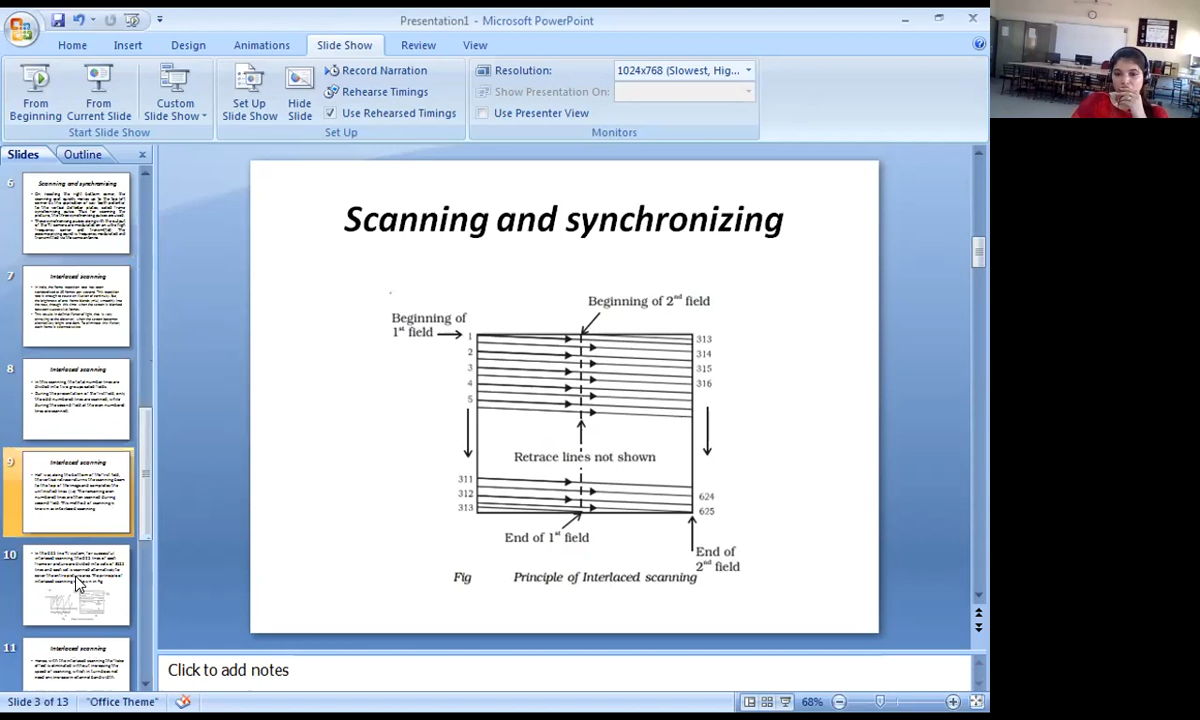 Presentation1 - Microsoft PowerPoint
Home Insert Design Animations Slide Show Review View
From Beginning
From Current Slide
Custom Slide Show
Start Slide Show
Set Up Slide Show
Hide Slide
Record Narration
Rehearse Timings
Use Rehearsed Timings
Set Up
Resolution: 1024x768 (Slowest, Hig...
Show Presentation On:
Use Presenter View
Monitors
Slides Outline
6
Scanning and synchronising
7
Interlaced scanning
8
Interlaced scanning
9
Interlaced scanning
10
11
Interlaced scanning
Scanning and synchronizing
Beginning of 2nd field
Beginning of
1st field
1 313
2 314
3 315
4 316
5
Retrace lines not shown
311
312 624
313 625
End of 1st field
End of
2nd field
Fig Principle of Interlaced scanning
Click to add notes
Slide 3 of 13 "Office Theme" 68%